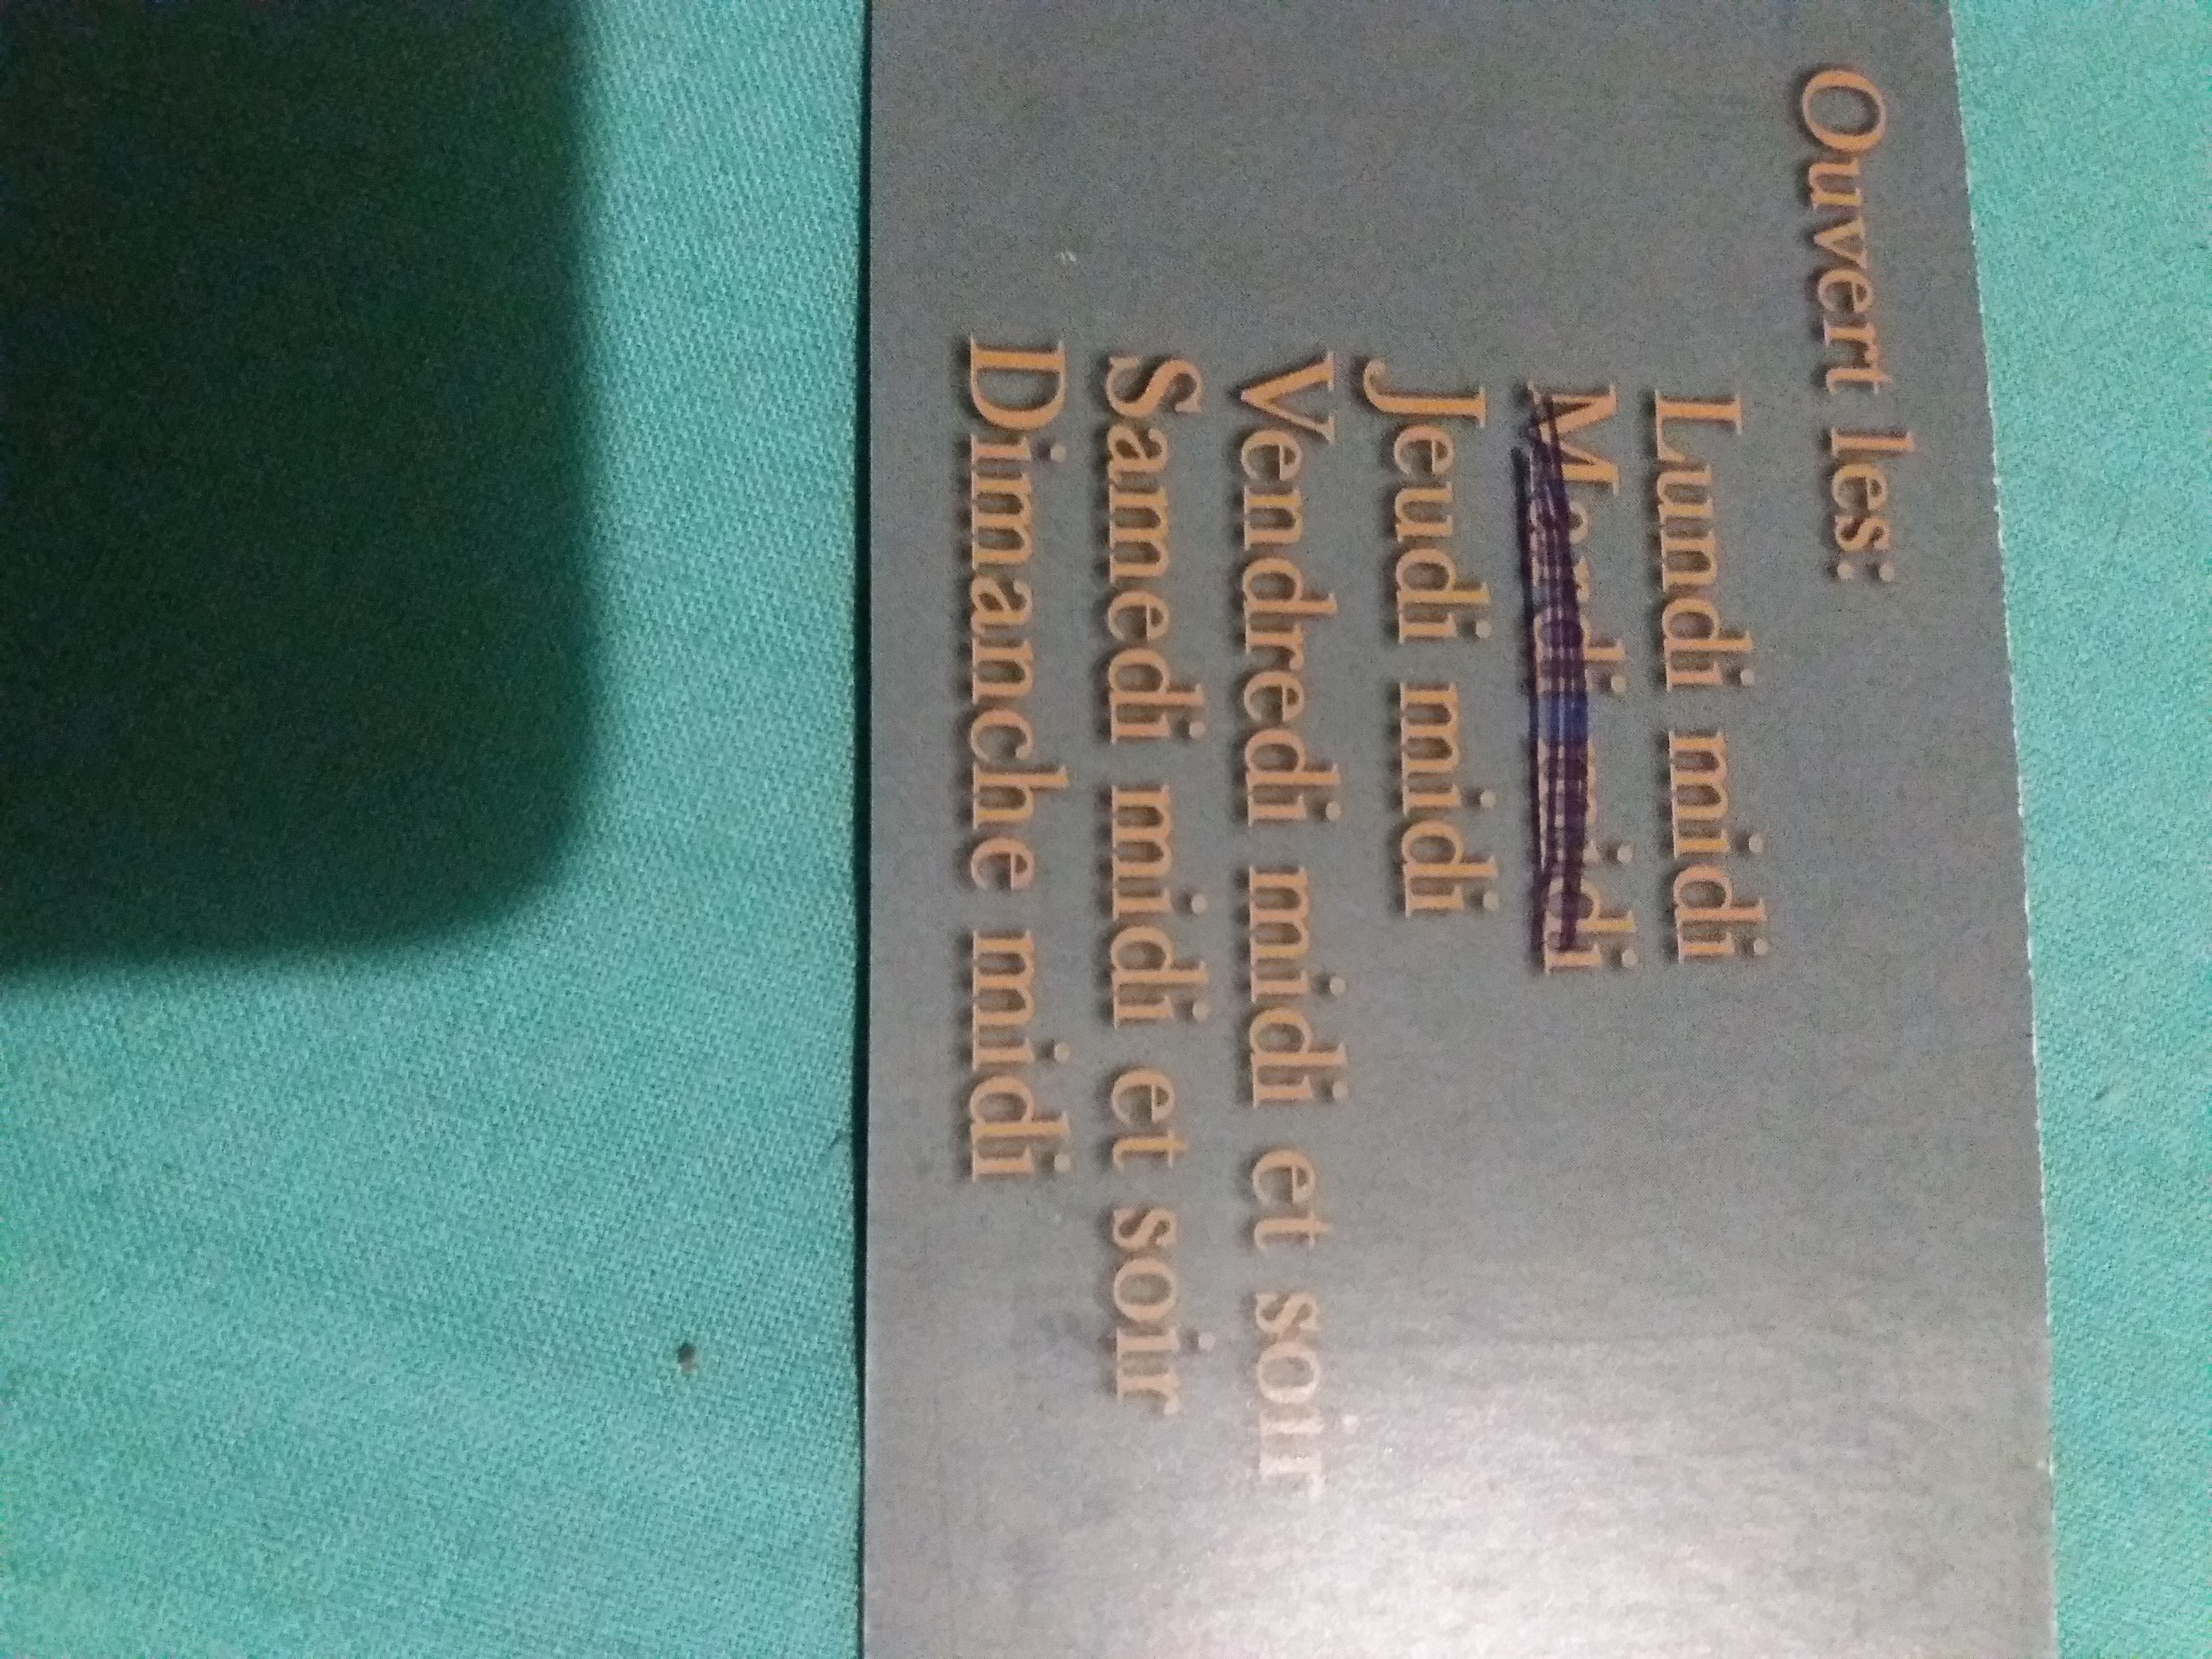 Ouvert les:
Lundi midi
Mardi midi
Jeudi midi
Vendredi midi et soir
Samedi midi et soir
Dimanche midi